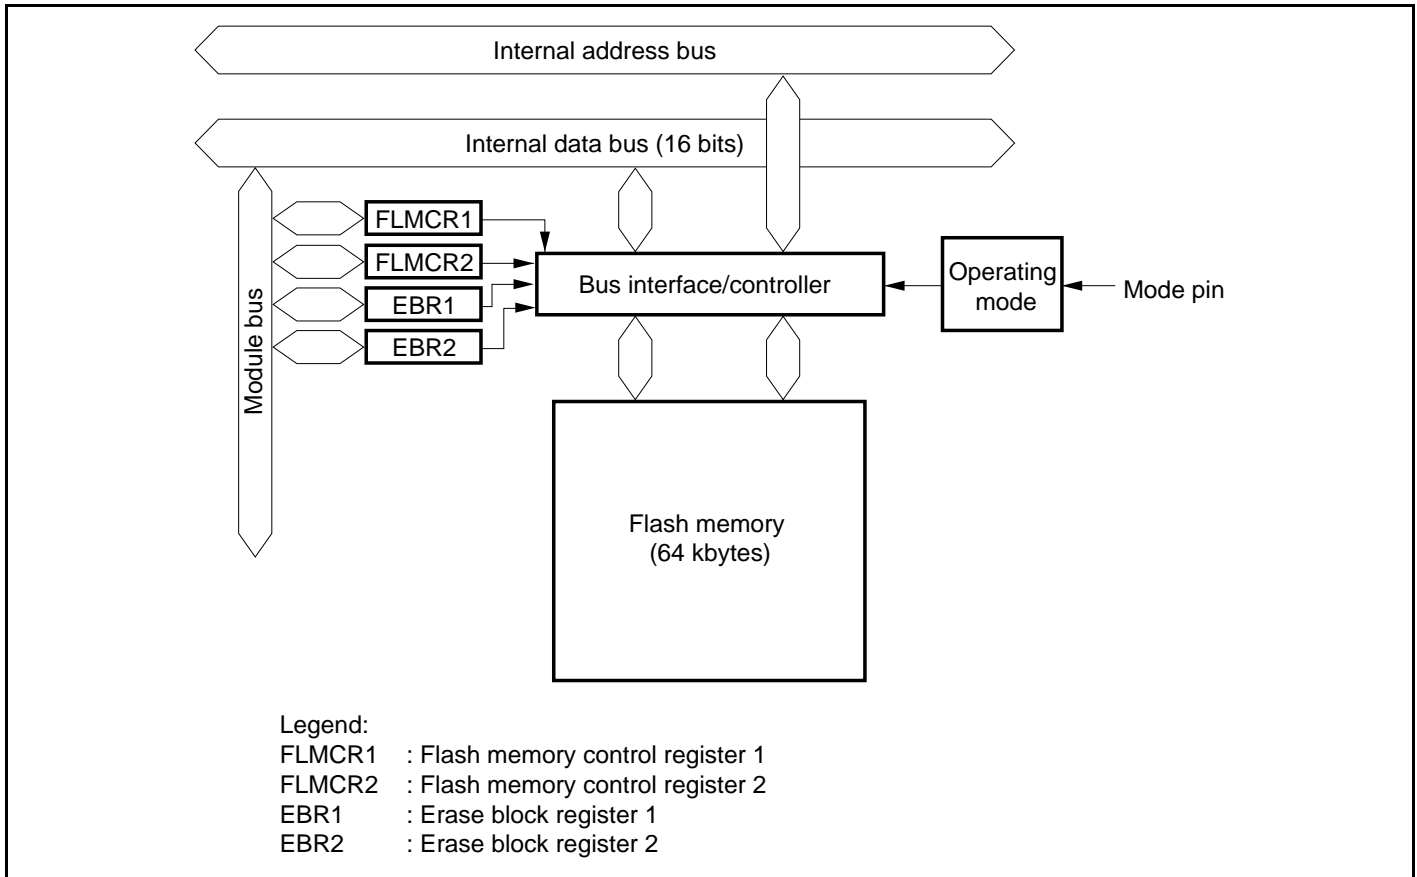 Internal address bus
Internal data bus (16 bits)
Module bus
FLMCR1
FLMCR2
EBR1
EBR2
Bus interface/controller
Operating
mode
Mode pin
Flash memory
(64 kbytes)
Legend:
FLMCR1 : Flash memory control register 1
FLMCR2 : Flash memory control register 2
EBR1 : Erase block register 1
EBR2 : Erase block register 2